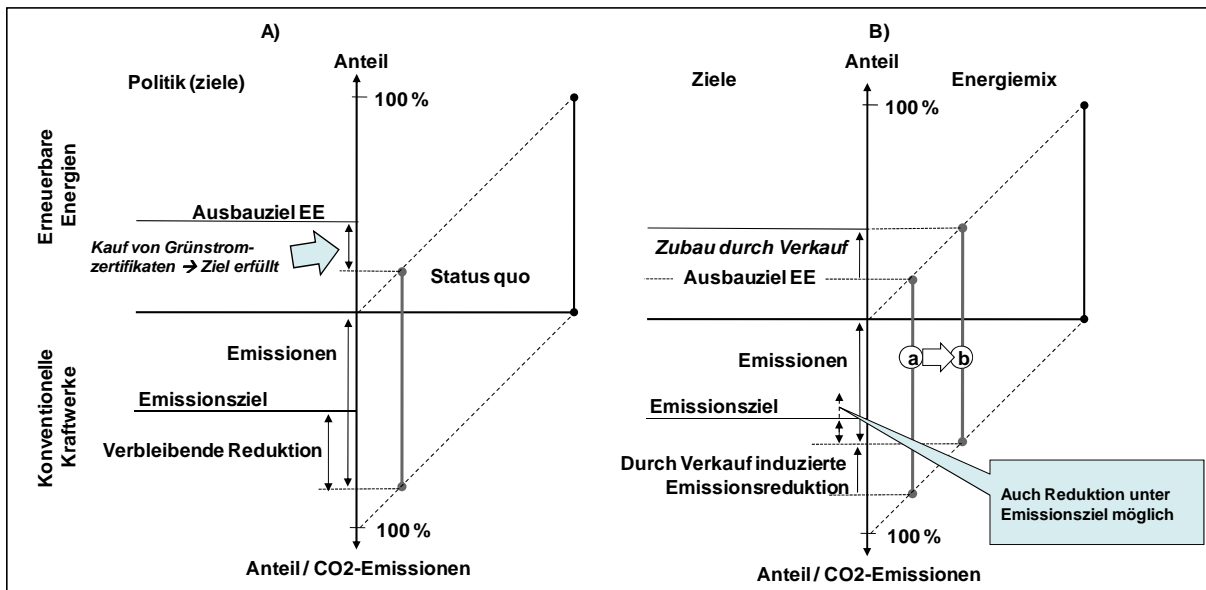 A)
Anteil
Politik (ziele)
100 %
Erneuerbare
Energien
Ausbauziel EE
Kauf von Grünstrom-
zertifikaten → Ziel erfüllt
Status quo
Emissionen
Emissionsziel
Konventionelle
Kraftwerke
Verbleibende Reduktion
100 %
Anteil / CO2-Emissionen
B)
Anteil
Ziele
Energiemix
100 %
Zubau durch Verkauf
Ausbauziel EE
Emissionen
a
b
Emissionsziel
Durch Verkauf induzierte
Emissionsreduktion
Auch Reduktion unter
Emissionsziel möglich
100 %
Anteil / CO2-Emissionen